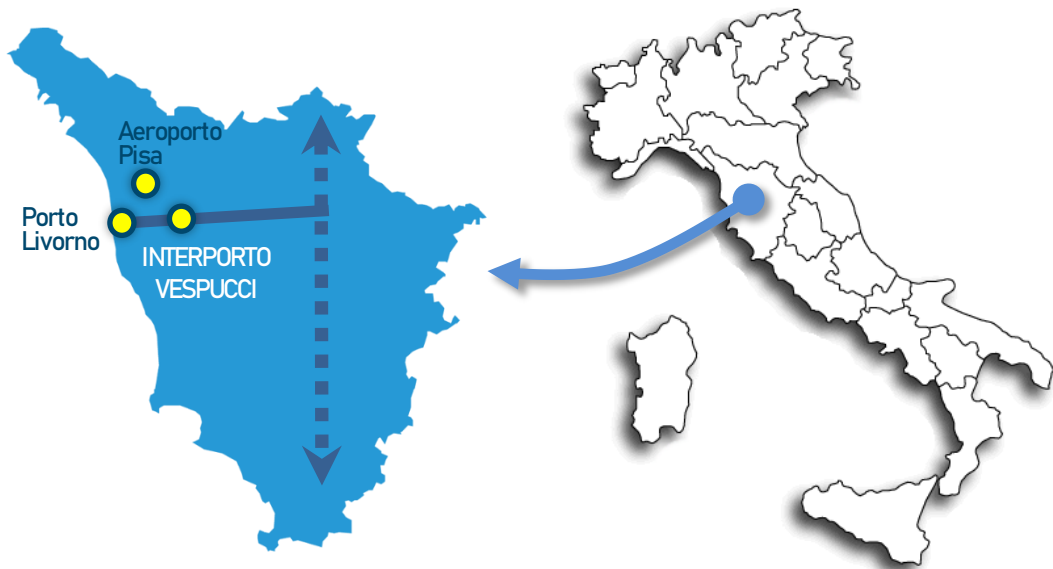 Aeroporto
Pisa
Porto
Livorno
INTERPORTO
VESPUCCI